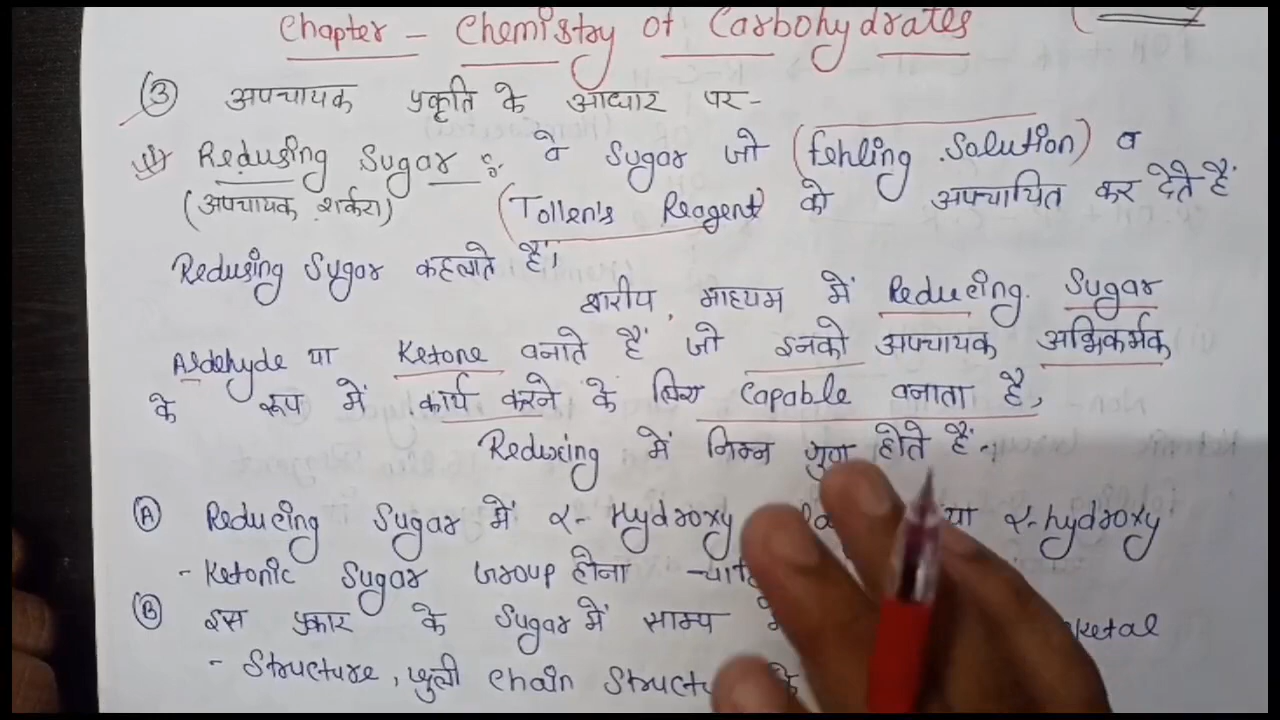 Chapter - Chemistry of Carbohydrates
③ अपचायक प्रकृति के आधार पर-
(1) Reducing Sugar :- वे Sugar जो (Fehling Solution) व
(अपचायक शर्करा) (Tollen's Reagent) को अपचायित कर देते हैं
Reducing Sugar कहलाते हैं।
क्षारीय माध्यम में Reducing Sugar
Aldehyde या Ketone बनाते हैं जो इनको अपचायक अभिकर्मक
के रूप में कार्य करने के लिए Capable बनाता है,
Reducing में निम्न गुण होते हैं -
Ⓐ Reducing Sugar में α- Hydroxy या α-hydroxy
- Ketonic Sugar Group होना
Ⓑ इस प्रकार के Sugar में साम्य ketal
- Structure, खुली Chain